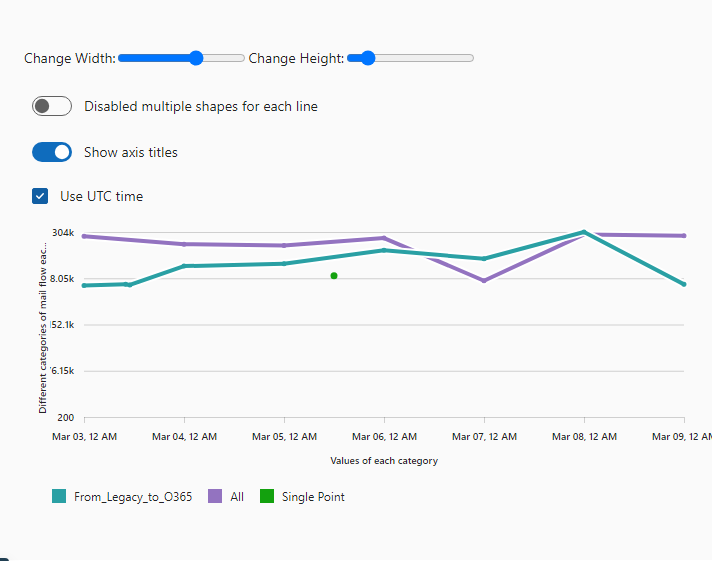 Change Width: Change Height:
Disabled multiple shapes for each line
Show axis titles
Use UTC time
Different categories of mail flow eac...
304k
8.05k
52.1k
6.15k
200
Mar 03, 12 AM Mar 04, 12 AM Mar 05, 12 AM Mar 06, 12 AM Mar 07, 12 AM Mar 08, 12 AM Mar 09, 12 AM
Values of each category
From_Legacy_to_O365 All Single Point